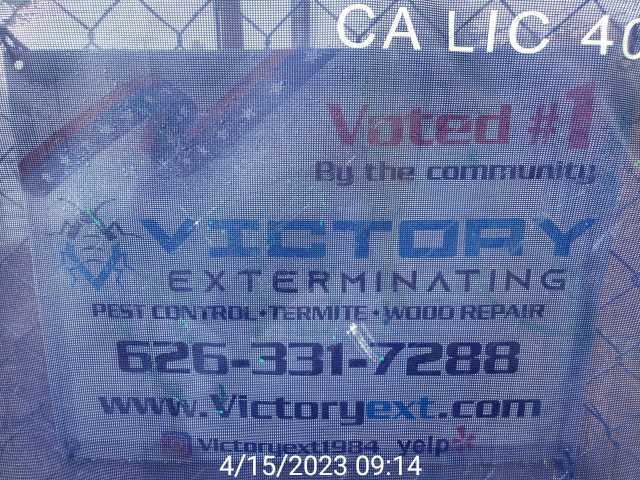 CA LIC 40
Voted #1
By the community
VICTORY
EXTERMINATING
PEST CONTROL•TERMITE•WOOD REPAIR
626-331-7288
www.Victoryext.com
Victoryext1984 yelp
4/15/2023 09:14